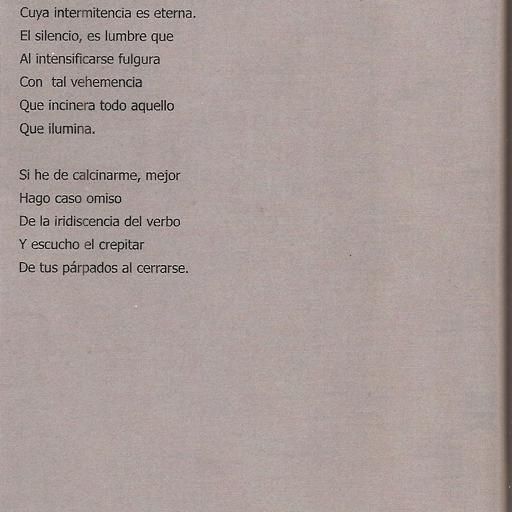 Cuya intermitencia es eterna.
El silencio, es lumbre que
Al intensificarse fulgura
Con  tal vehemencia
Que incinera todo aquello
Que ilumina.

Si he de calcinarme, mejor
Hago caso omiso
De la iridiscencia del verbo
Y escucho el crepitar
De tus párpados al cerrarse.